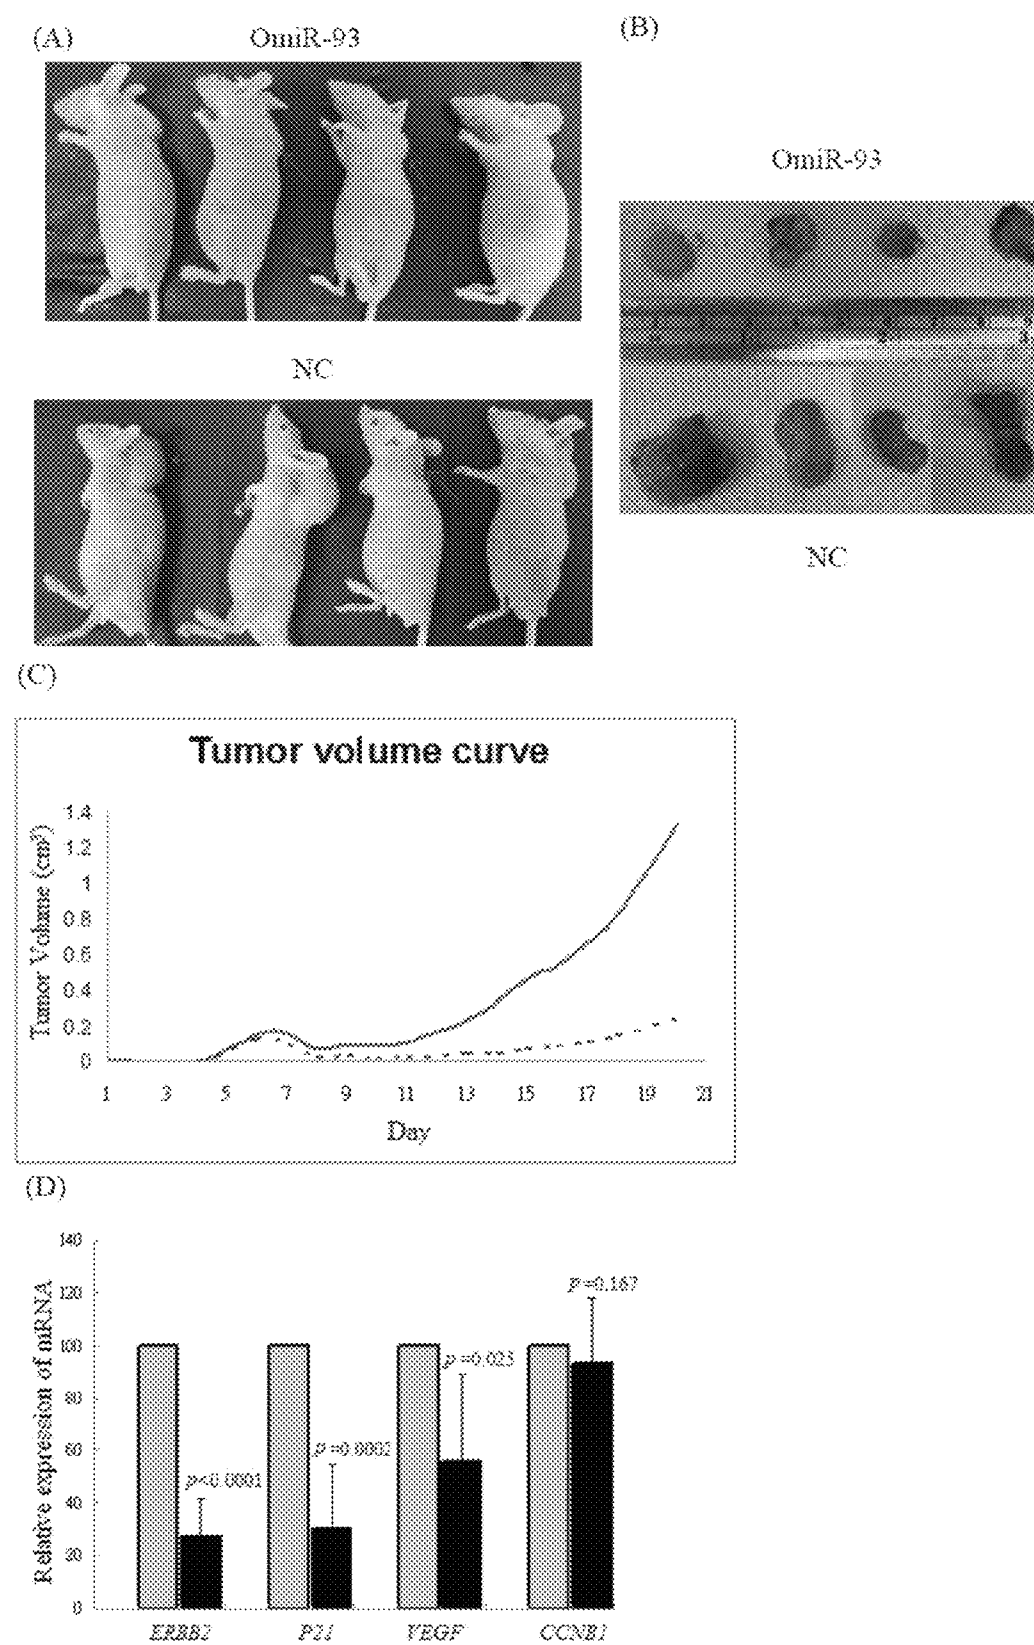 (A)
OmiR-93
NC
(B)
OmiR-93
3
NC
(C)
Tumor volume curve
Tumor Volume (cm³)
1.4
1.2
1
0.8
0.6
0.4
0.2
0
1 3 5 7 9 11 13 15 17 19 21
Day
(D)
Relative expression of mRNA
140
120
100
80
60
40
20
0
p<0.0001
p=0.0002
p=0.025
p=0.167
ERBB2 P21 VEGF CCNB1